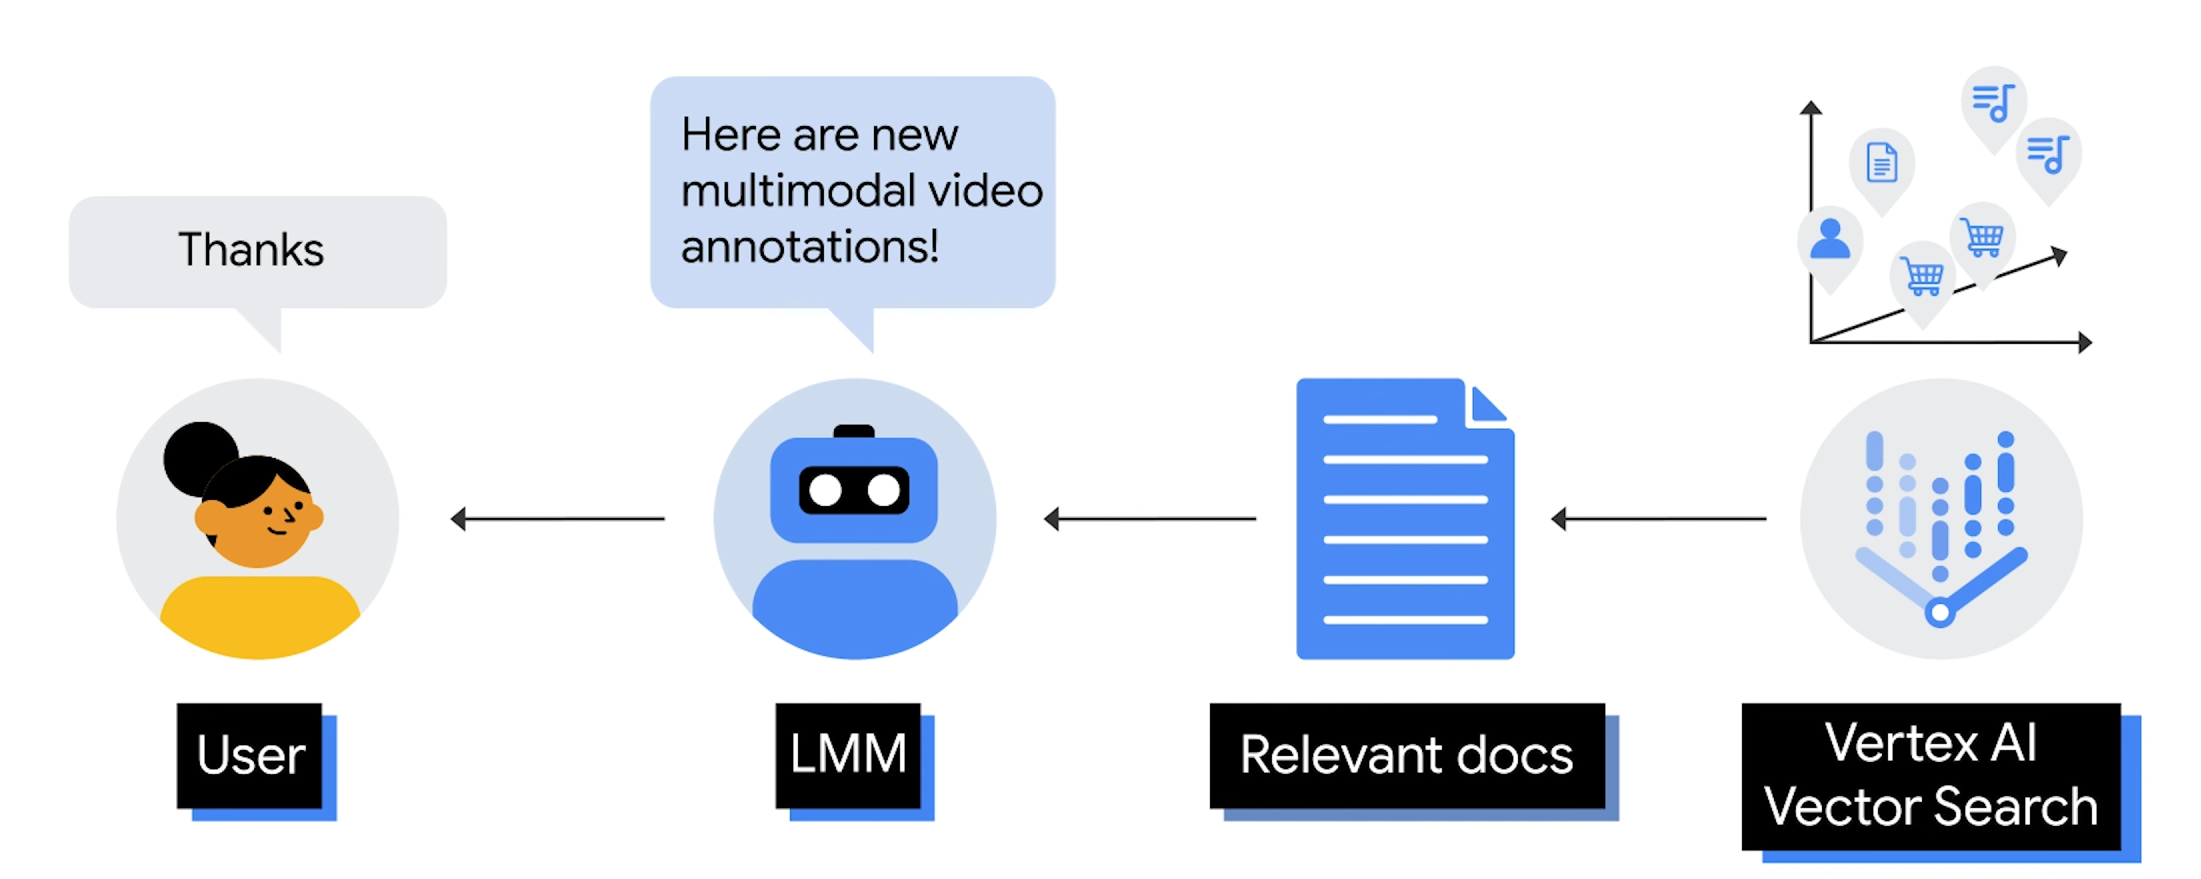 Thanks
Here are new
multimodal video
annotations!
User
LMM
Relevant docs
Vertex AI
Vector Search